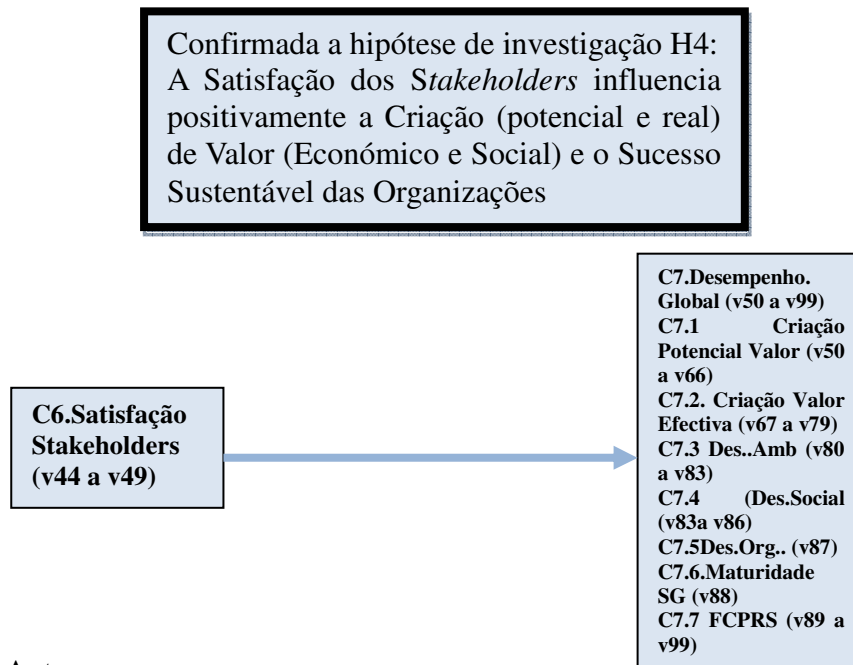 Confirmada a hipótese de investigação H4:
A Satisfação dos Stakeholders influencia
positivamente a Criação (potencial e real)
de Valor (Económico e Social) e o Sucesso
Sustentável das Organizações
C6.Satisfação
Stakeholders
(v44 a v49)
C7.Desempenho.
Global (v50 a v99)
C7.1 Criação
Potencial Valor (v50
a v66)
C7.2. Criação Valor
Efectiva (v67 a v79)
C7.3 Des..Amb (v80
a v83)
C7.4 (Des.Social
(v83a v86)
C7.5Des.Org.. (v87)
C7.6.Maturidade
SG (v88)
C7.7 FCPRS (v89 a
v99)